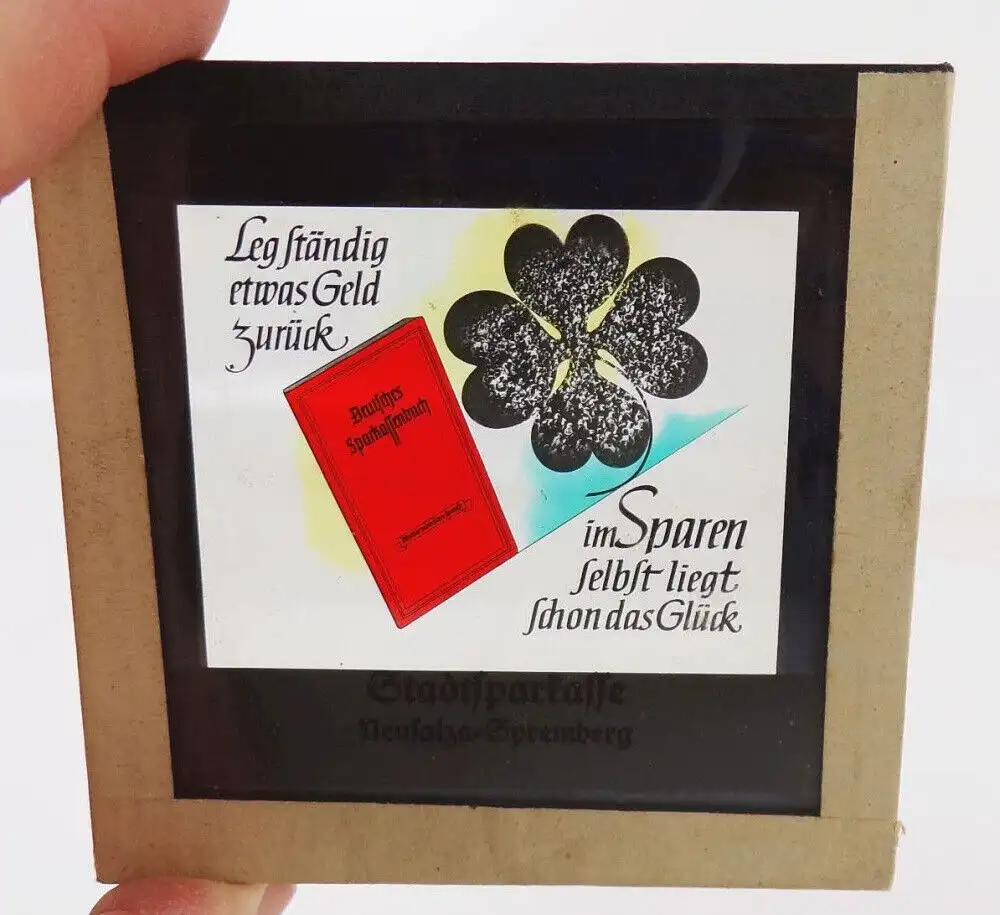 Leg ſtändig
etwas Geld
zurück
Deutſches
Sparkaſſenbuch
im Sparen
ſelbſt liegt
ſchon das Glück
Stadtſparkaſſe
Neuſalza-Spremberg